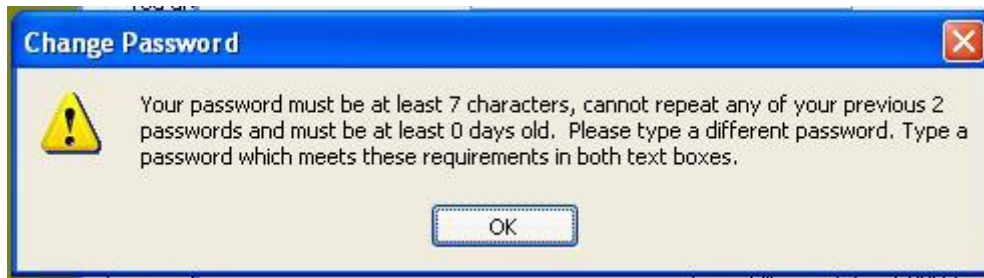 Change Password
Your password must be at least 7 characters, cannot repeat any of your previous 2
passwords and must be at least 0 days old.  Please type a different password. Type a
password which meets these requirements in both text boxes.
OK